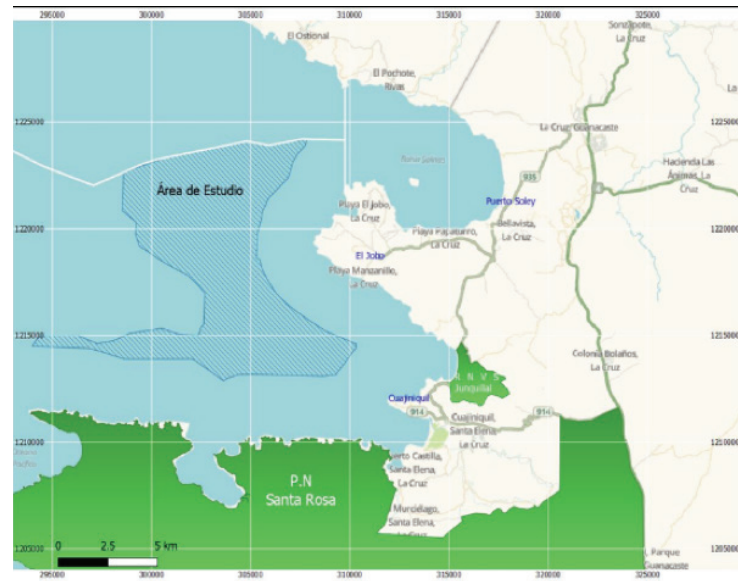 295000 300000 305000 310000 315000 320000 325000
El Ostional
Sonzapote,
La Cruz
El Pochote,
Rivas
1225000 1225000
La Cruz Guanacaste
Hacienda Las
Ánimas, La
Cruz
Área de Estudio
935
Puerto Soley
Playa El Jobo,
La Cruz
1220000 1220000
Bellavista,
La Cruz
Playa Papaturro,
La Cruz
El Jobo
Playa Manzanillo,
La Cruz
1215000 1215000
Colonia Bolaños,
La Cruz
R N V S
Junquillal
Cuajiniquil
914 914
Cuajiniquil,
Santa Elena,
La Cruz
1210000 1210000
P.N
Santa Rosa
erto Castilla,
Santa Elena,
La Cruz
Murciélago,
Santa Elena,
La Cruz
1205000 1205000
0 2.5 5 km
Parque
Guanacaste
295000 300000 305000 310000 315000 320000 325000